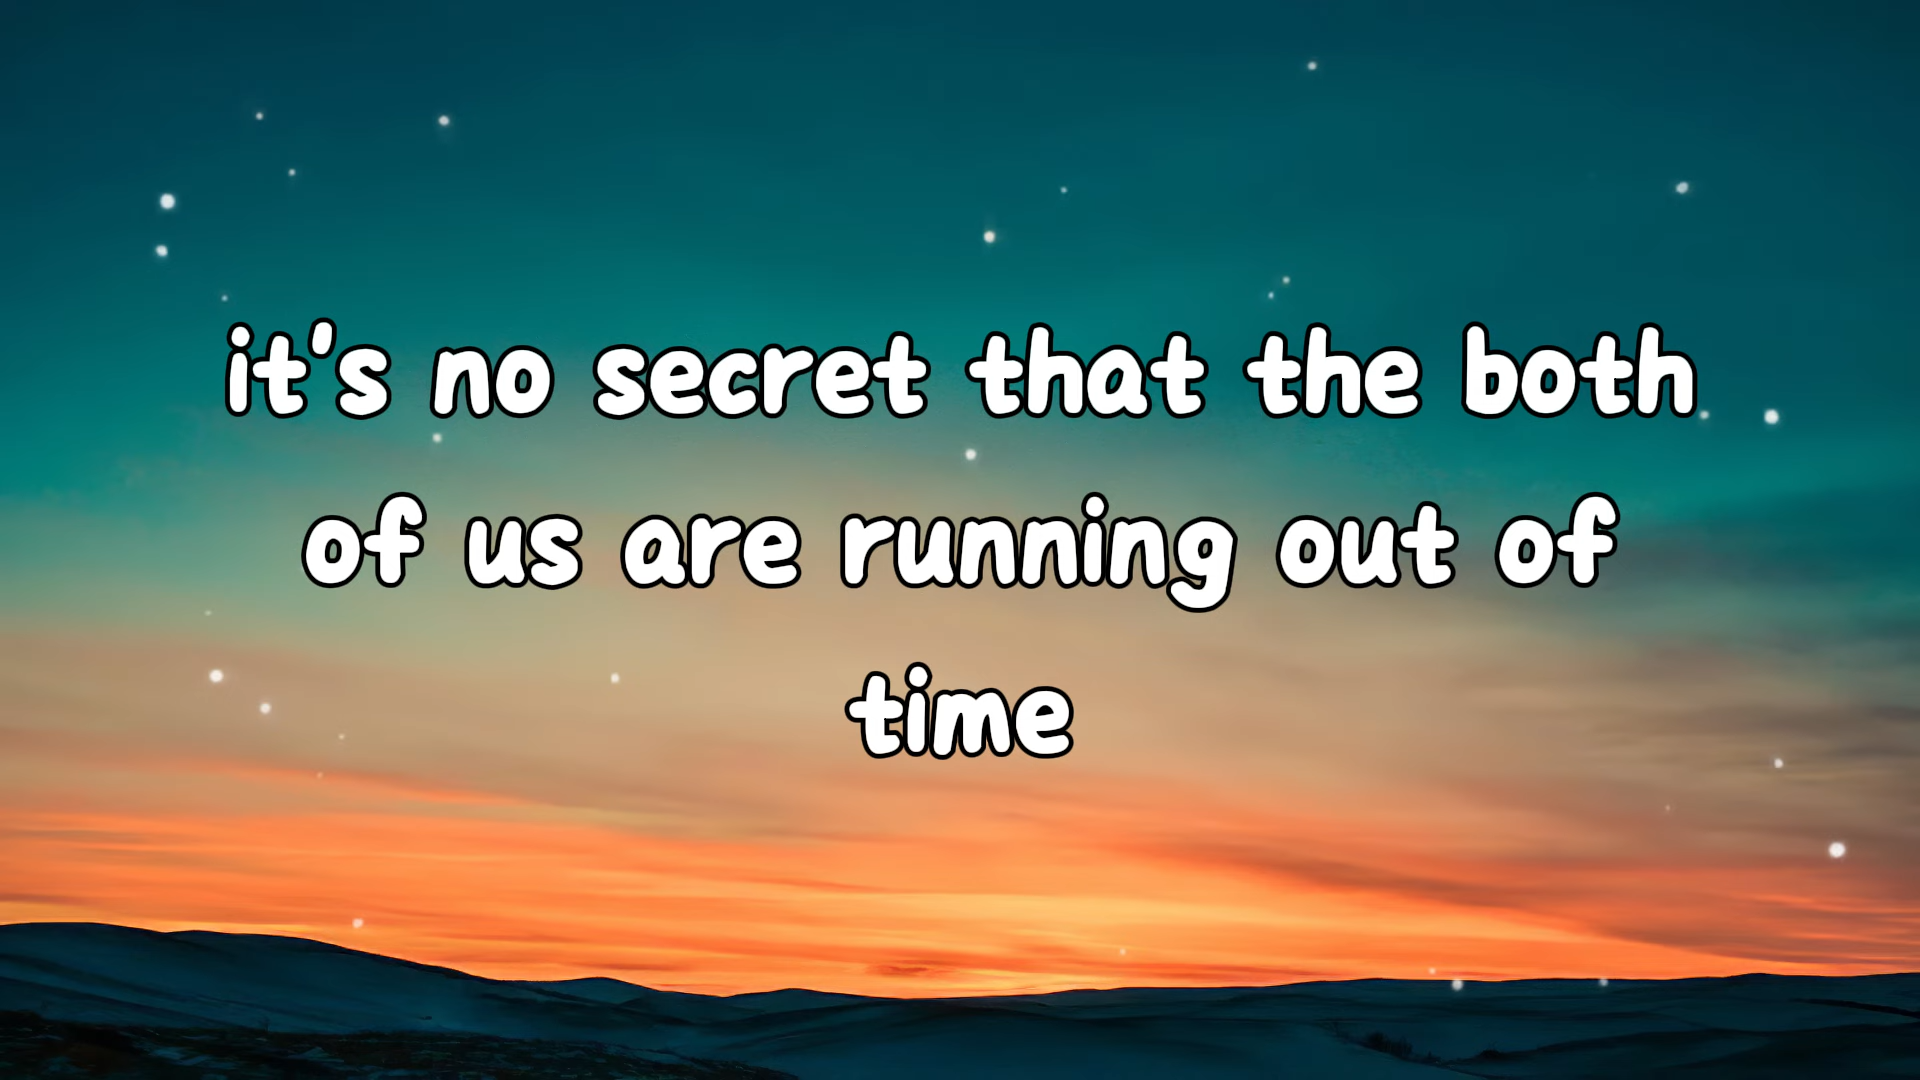 it's no secret that the both
of us are running out of
time